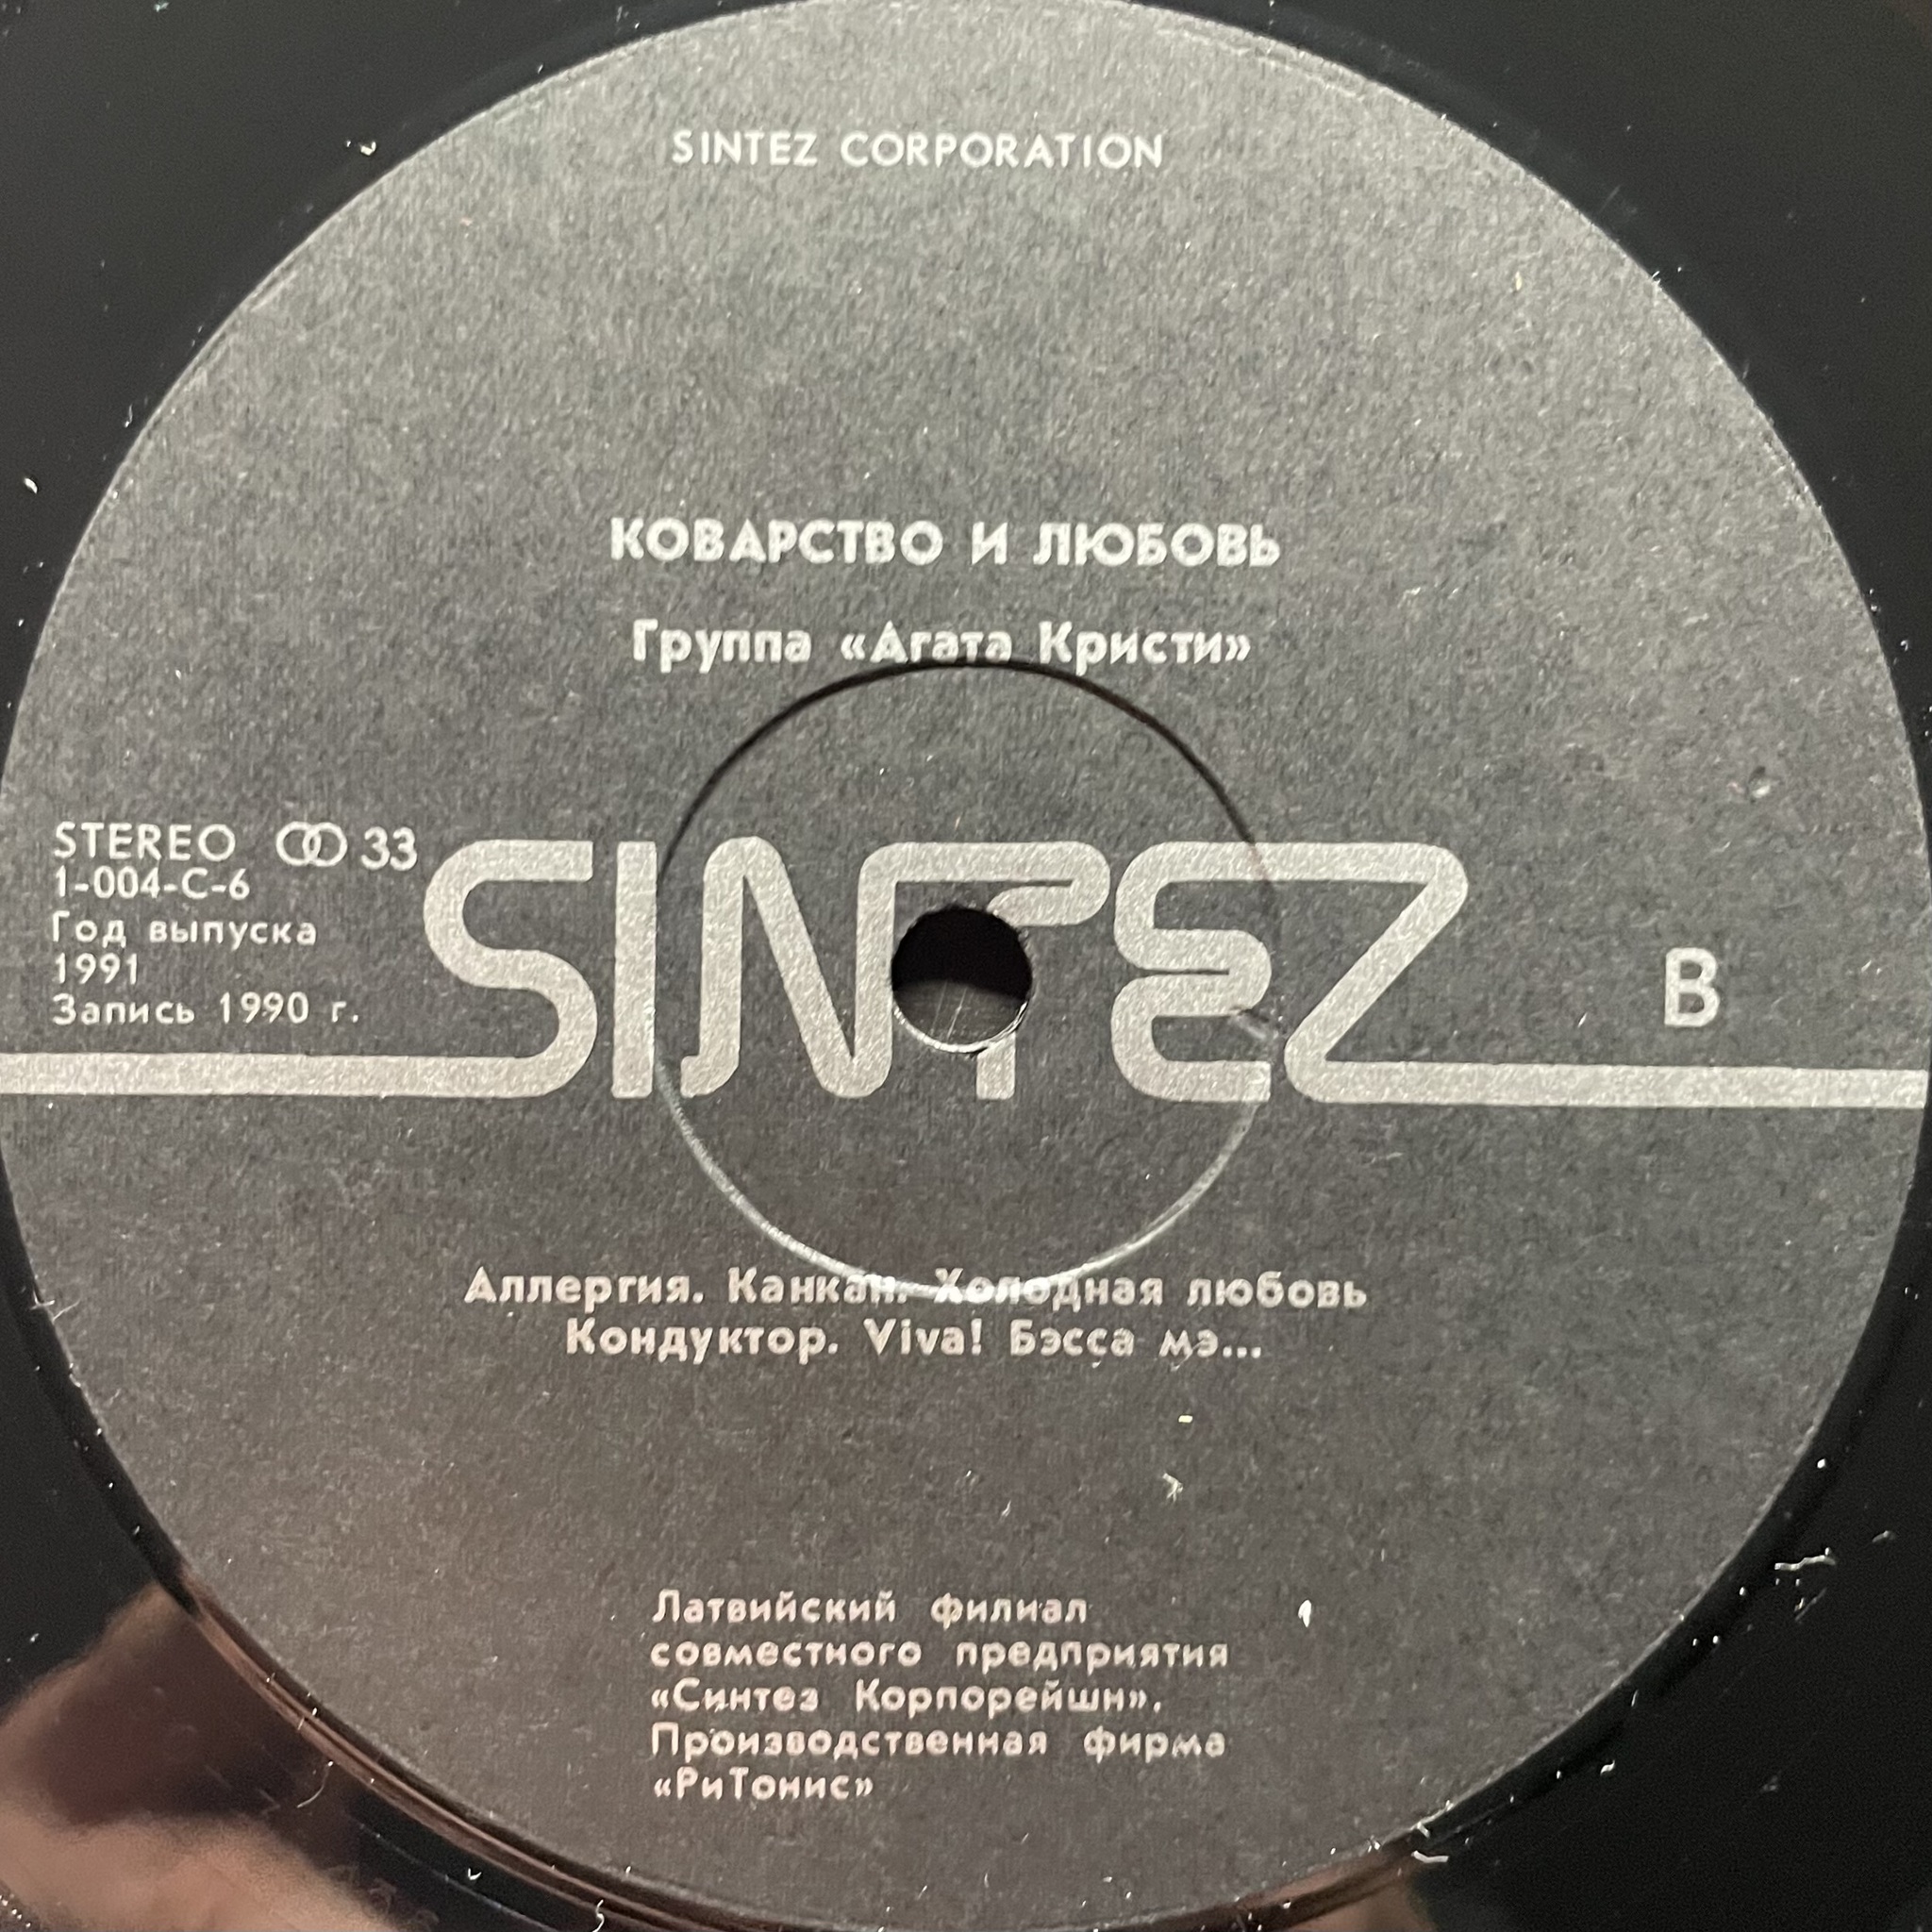 SINTEZ CORPORATION
КОВАРСТВО И ЛЮБОВЬ
Группа «Агата Кристи»
STEREO 33
1-004-C-6
Год выпуска
1991
Запись 1990 г.
SINTEZ
B
Аллергия. Канкан. Холодная любовь
Кондуктор. Viva! Бэсса мэ...
Латвийский филиал
совместного предприятия
«Синтез Корпорейшн».
Производственная фирма
«РиТонис»